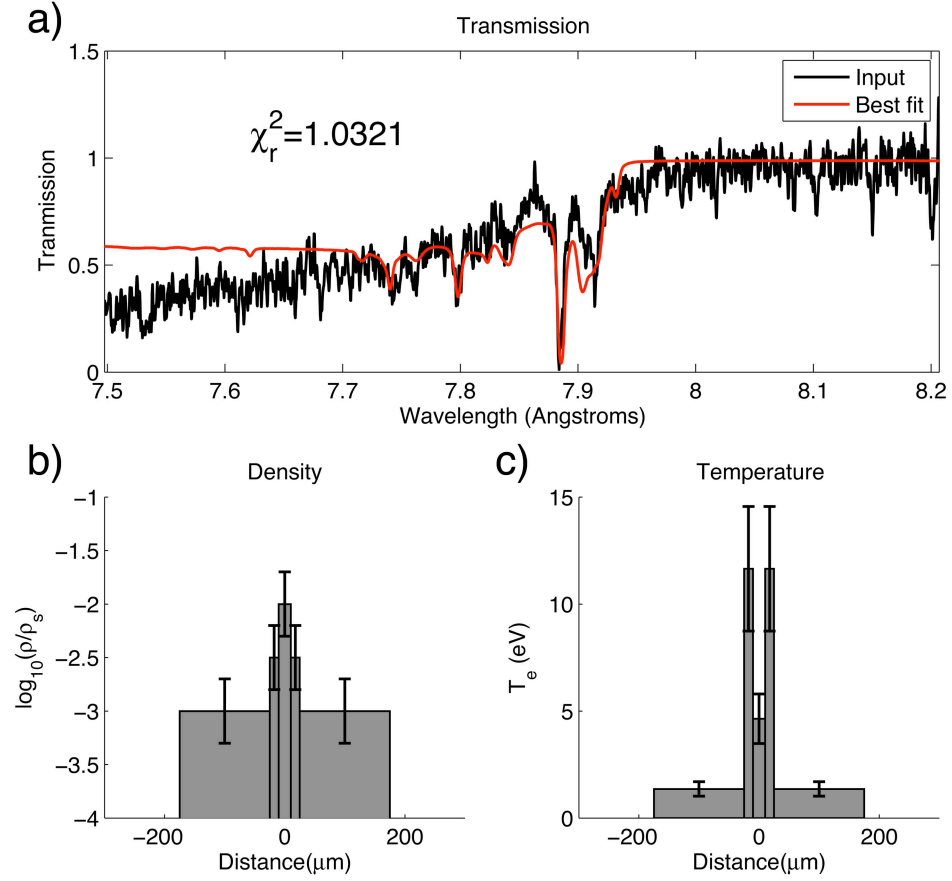 a)
Transmission
Tranmission
1.5
1
0.5
0
χr²=1.0321
Input
Best fit
7.5 7.6 7.7 7.8 7.9 8 8.1 8.2
Wavelength (Angstroms)
b)
Density
log10(ρ/ρs)
−1
−1.5
−2
−2.5
−3
−3.5
−4
−200 0 200
Distance(μm)
c)
Temperature
Te (eV)
15
10
5
0
−200 0 200
Distance(μm)